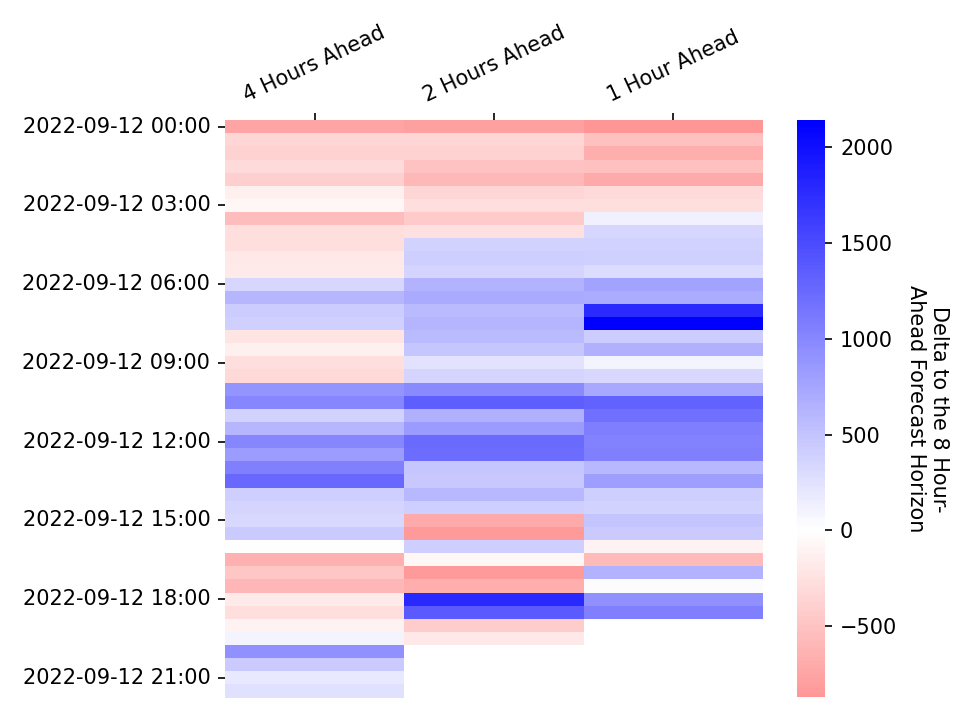 4 Hours Ahead
2 Hours Ahead
1 Hour Ahead
2022-09-12 00:00
2022-09-12 03:00
2022-09-12 06:00
2022-09-12 09:00
2022-09-12 12:00
2022-09-12 15:00
2022-09-12 18:00
2022-09-12 21:00
2000
1500
1000
500
0
−500
Delta to the 8 Hour-
Ahead Forecast Horizon